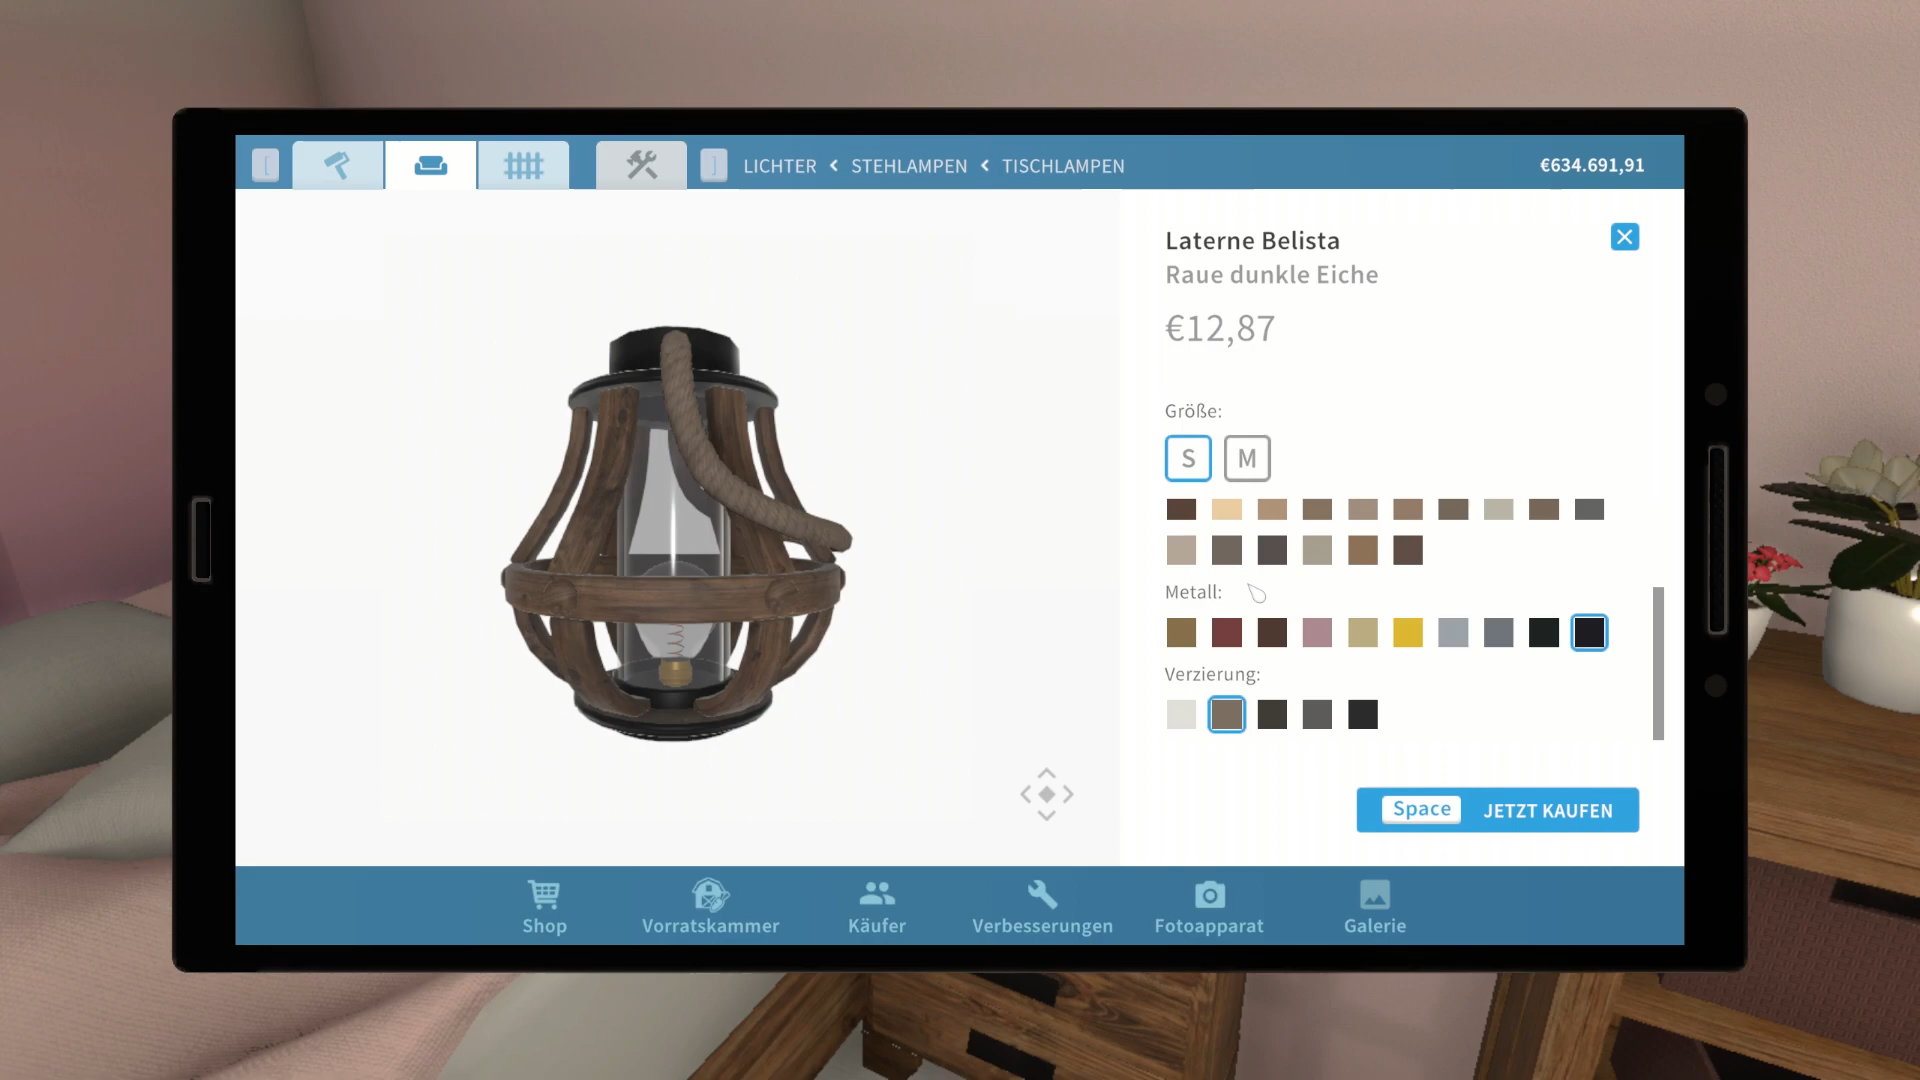 [
]
LICHTER < STEHLAMPEN < TISCHLAMPEN
€634.691,91
Laterne Belista
Raue dunkle Eiche
€12,87
Größe:
S M
Metall:
Verzierung:
Space JETZT KAUFEN
Shop Vorratskammer Käufer Verbesserungen Fotoapparat Galerie